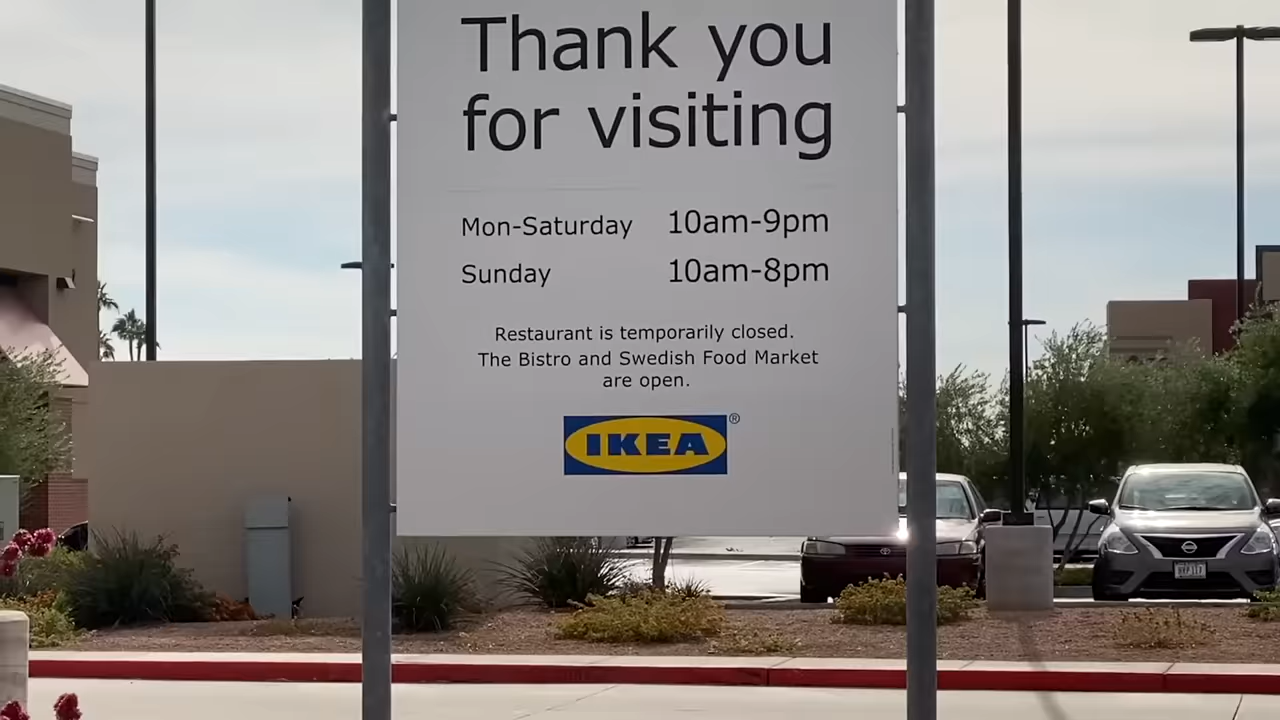 Thank you
for visiting
Mon-Saturday 10am-9pm
Sunday 10am-8pm
Restaurant is temporarily closed.
The Bistro and Swedish Food Market
are open.
IKEA®